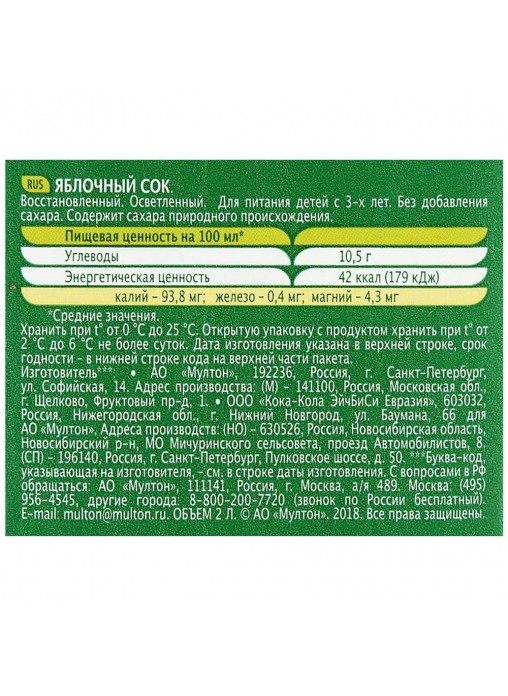 RUS ЯБЛОЧНЫЙ СОК.
Восстановленный. Осветленный. Для питания детей с 3-х лет. Без добавления
сахара. Содержит сахара природного происхождения.
Пищевая ценность на 100 мл*
Углеводы 10,5 г
Энергетическая ценность 42 ккал (179 кДж)
калий – 93,8 мг; железо – 0,4 мг; магний – 4,3 мг
*Средние значения.
Хранить при t° от 0 °С до 25 °С. Открытую упаковку с продуктом хранить при t° от
2 °С до 6 °С не более суток. Дата изготовления указана в верхней строке, срок
годности – в нижней строке кода на верхней части пакета.
Изготовитель***: • АО «Мултон», 192236, Россия, г. Санкт-Петербург,
ул. Софийская, 14. Адрес производства: (М) – 141100, Россия, Московская обл.,
г. Щелково, Фруктовый пр-д, 1. • ООО «Кока-Кола ЭйчБиСи Евразия», 603032,
Россия, Нижегородская обл., г. Нижний Новгород, ул. Баумана, 66 для
АО «Мултон». Адреса производств: (НО) – 630526, Россия, Новосибирская область,
Новосибирский р-н, МО Мичуринского сельсовета, проезд Автомобилистов, 8.
(СП) – 196140, Россия, г. Санкт-Петербург, Пулковское шоссе, д. 50. ***Буква-код,
указывающая на изготовителя, – см. в строке даты изготовления. С вопросами в РФ
обращаться: АО «Мултон», 111141, Россия, г. Москва, а/я 489. Москва: (495)
956-4545, другие города: 8-800-200-7720 (звонок по России бесплатный).
E-mail: multon@multon.ru. ОБЪЕМ 2 Л. © АО «Мултон». 2018. Все права защищены.